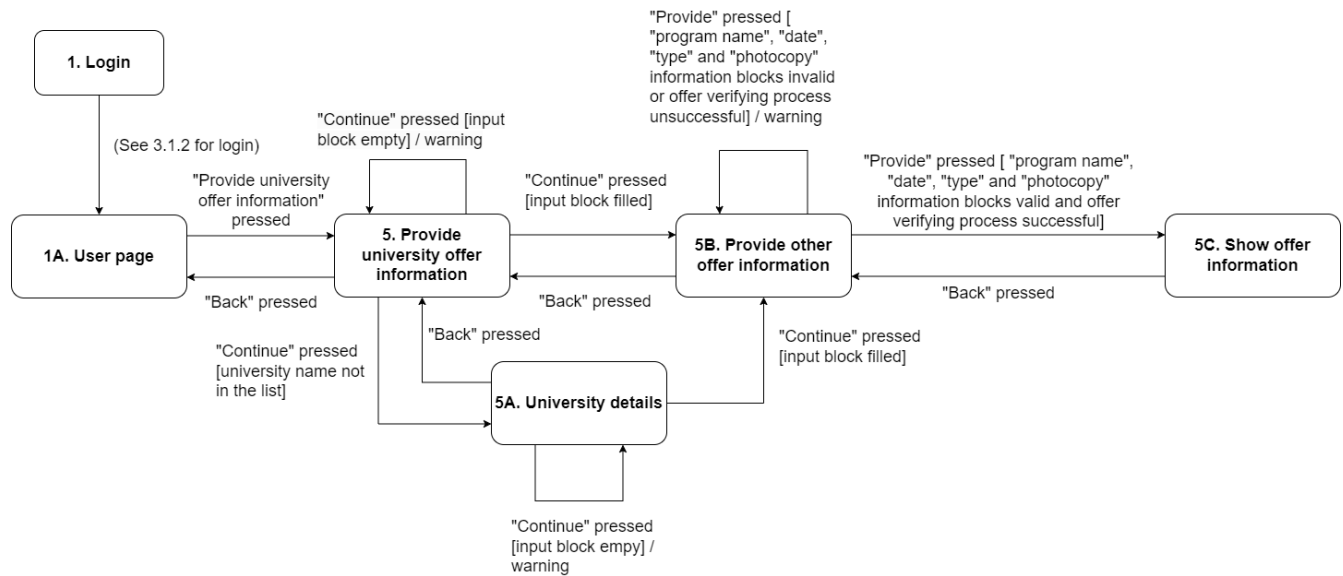 "Provide" pressed [
"program name", "date",
"type" and "photocopy"
information blocks invalid
or offer verifying process
unsuccessful] / warning
1. Login
"Continue" pressed [input
block empty] / warning
(See 3.1.2 for login)
"Provide university
offer information"
pressed
"Continue" pressed
[input block filled]
"Provide" pressed [ "program name",
"date", "type" and "photocopy"
information blocks valid and offer
verifying process successful]
1A. User page
5. Provide
university offer
information
5B. Provide other
offer information
5C. Show offer
information
"Back" pressed
"Back" pressed
"Back" pressed
"Back" pressed
"Continue" pressed
[university name not
in the list]
"Continue" pressed
[input block filled]
5A. University details
"Continue" pressed
[input block empy] /
warning